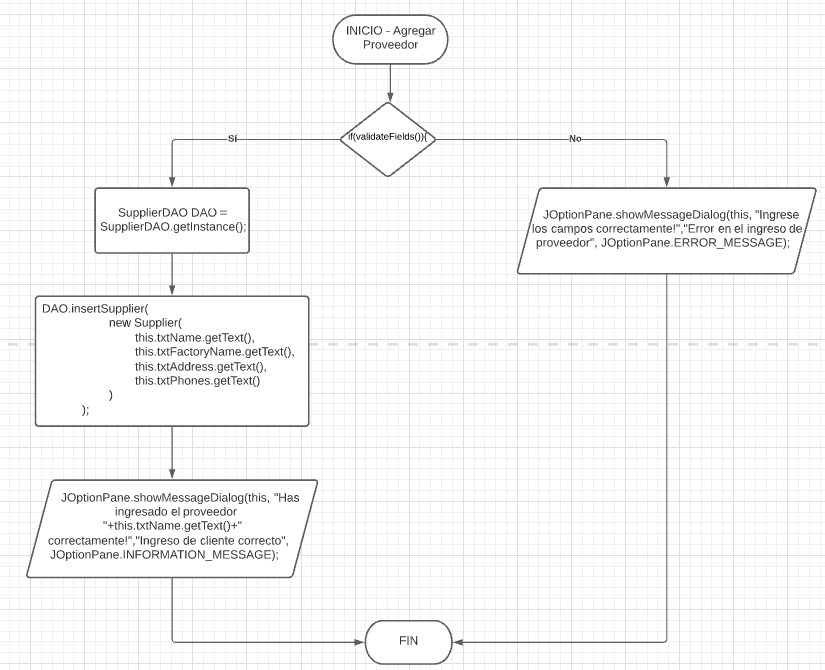 INICIO - Agregar
Proveedor
if(validateFields()){
Sí
No
SupplierDAO DAO =
SupplierDAO.getInstance();
JOptionPane.showMessageDialog(this, "Ingrese
los campos correctamente!","Error en el ingreso de
proveedor", JOptionPane.ERROR_MESSAGE);
DAO.insertSupplier(
new Supplier(
this.txtName.getText(),
this.txtFactoryName.getText(),
this.txtAddress.getText(),
this.txtPhones.getText()
)
);
JOptionPane.showMessageDialog(this, "Has
ingresado el proveedor
"+this.txtName.getText()+"
correctamente!","Ingreso de cliente correcto",
JOptionPane.INFORMATION_MESSAGE);
FIN